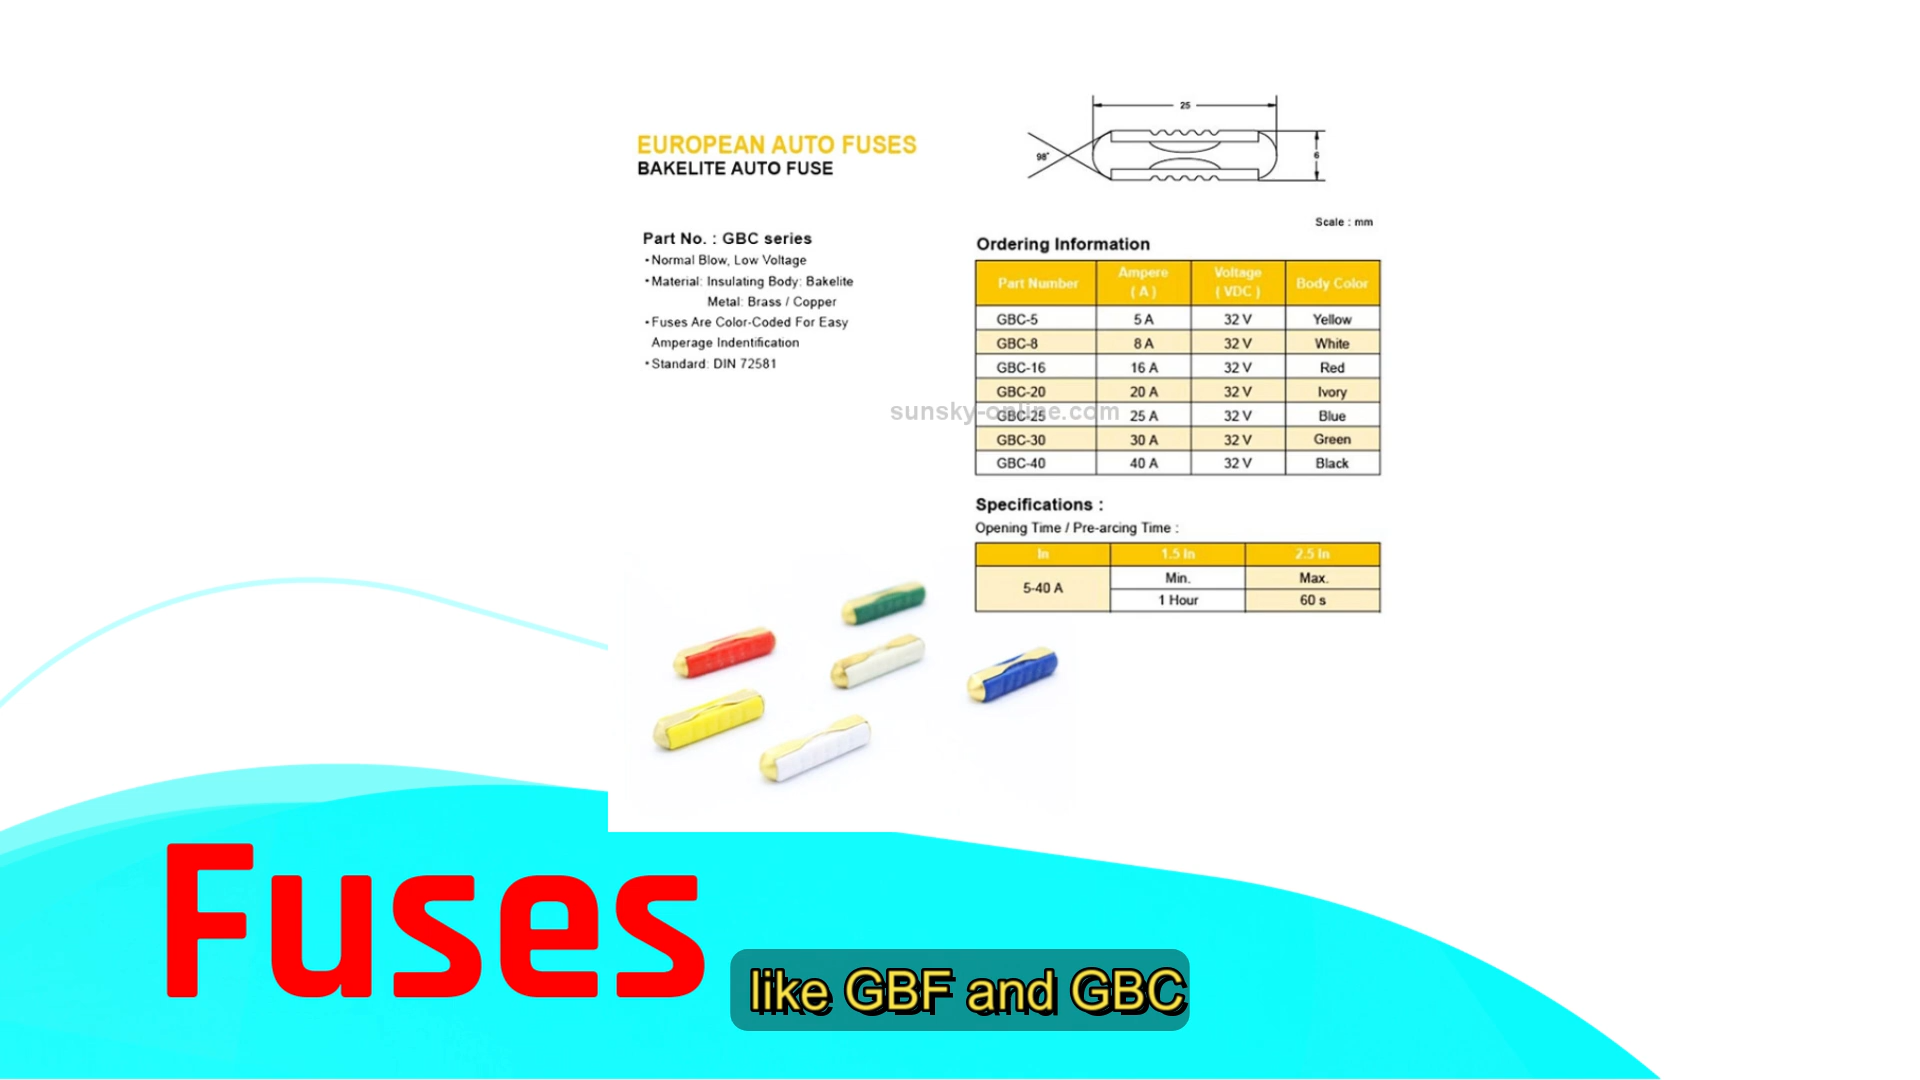 25
EUROPEAN AUTO FUSES
BAKELITE AUTO FUSE
98°
6
Scale : mm
Part No. : GBC series
•Normal Blow, Low Voltage
•Material: Insulating Body: Bakelite
Metal: Brass / Copper
•Fuses Are Color-Coded For Easy
Amperage Indentification
•Standard: DIN 72581
Ordering Information
Part Number Ampere ( A ) Voltage ( VDC ) Body Color
GBC-5 5 A 32 V Yellow
GBC-8 8 A 32 V White
GBC-16 16 A 32 V Red
GBC-20 20 A 32 V Ivory
sunsky-online.com
GBC-25 25 A 32 V Blue
GBC-30 30 A 32 V Green
GBC-40 40 A 32 V Black
Specifications :
Opening Time / Pre-arcing Time :
In 1.5 In 2.5 In
5-40 A Min. Max.
1 Hour 60 s
Fuses
like GBF and GBC